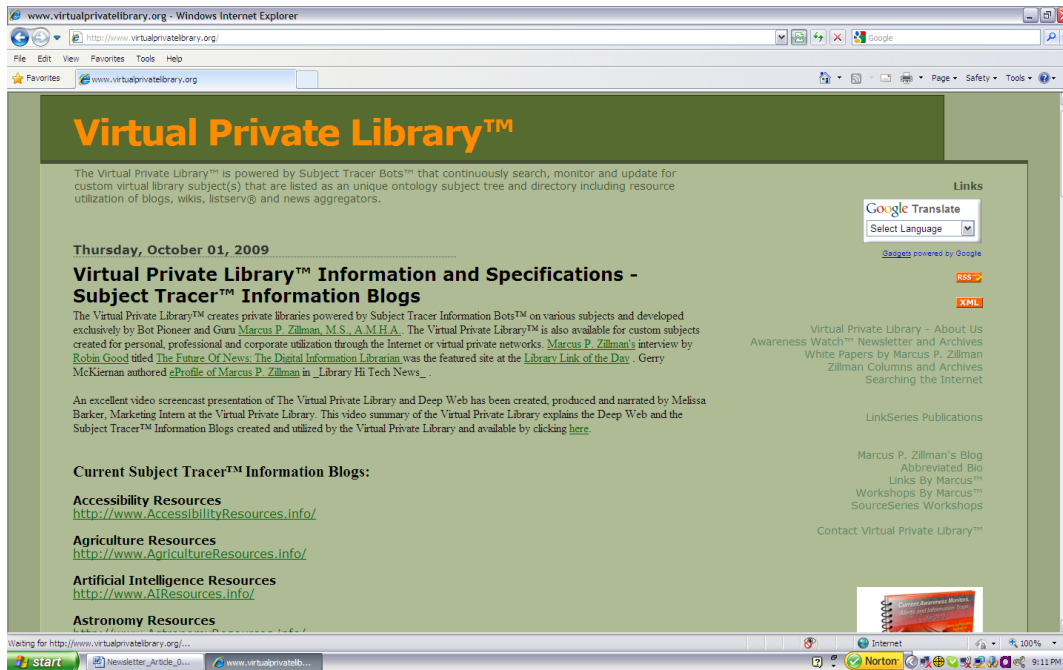 www.virtualprivatelibrary.org - Windows Internet Explorer
http://www.virtualprivatelibrary.org/
Google
File Edit View Favorites Tools Help
Favorites www.virtualprivatelibrary.org
Page Safety Tools
Virtual Private Library™
The Virtual Private Library™ is powered by Subject Tracer Bots™ that continuously search, monitor and update for
custom virtual library subject(s) that are listed as an unique ontology subject tree and directory including resource
utilization of blogs, wikis, listserv® and news aggregators.
Thursday, October 01, 2009
Virtual Private Library™ Information and Specifications -
Subject Tracer™ Information Blogs
The Virtual Private Library™ creates private libraries powered by Subject Tracer Information Bots™ on various subjects and developed
exclusively by Bot Pioneer and Guru Marcus P. Zillman, M.S., A.M.H.A.. The Virtual Private Library™ is also available for custom subjects
created for personal, professional and corporate utilization through the Internet or virtual private networks. Marcus P. Zillman's interview by
Robin Good titled The Future Of News: The Digital Information Librarian was the featured site at the Library Link of the Day . Gerry
McKiernan authored eProfile of Marcus P. Zillman in _Library Hi Tech News_ .
An excellent video screencast presentation of The Virtual Private Library and Deep Web has been created, produced and narrated by Melissa
Barker, Marketing Intern at the Virtual Private Library. This video summary of the Virtual Private Library explains the Deep Web and the
Subject Tracer™ Information Blogs created and utilized by the Virtual Private Library and available by clicking here.
Current Subject Tracer™ Information Blogs:
Accessibility Resources
http://www.AccessibilityResources.info/
Agriculture Resources
http://www.AgricultureResources.info/
Artificial Intelligence Resources
http://www.AIResources.info/
Astronomy Resources
http://www.AstronomyResources.info/
Links
Google Translate
Select Language
Gadgets powered by Google
RSS
XML
Virtual Private Library - About Us
Awareness Watch™ Newsletter and Archives
White Papers by Marcus P. Zillman
Zillman Columns and Archives
Searching the Internet
LinkSeries Publications
Marcus P. Zillman's Blog
Abbreviated Bio
Links By Marcus™
Workshops By Marcus™
SourceSeries Workshops
Contact Virtual Private Library™
Current Awareness Monitors,
Alerts and Information Traps
Waiting for http://www.virtualprivatelibrary.org/...
Internet
100%
start
Newsletter_Article_0...
www.virtualprivatelib...
Norton
9:11 PM